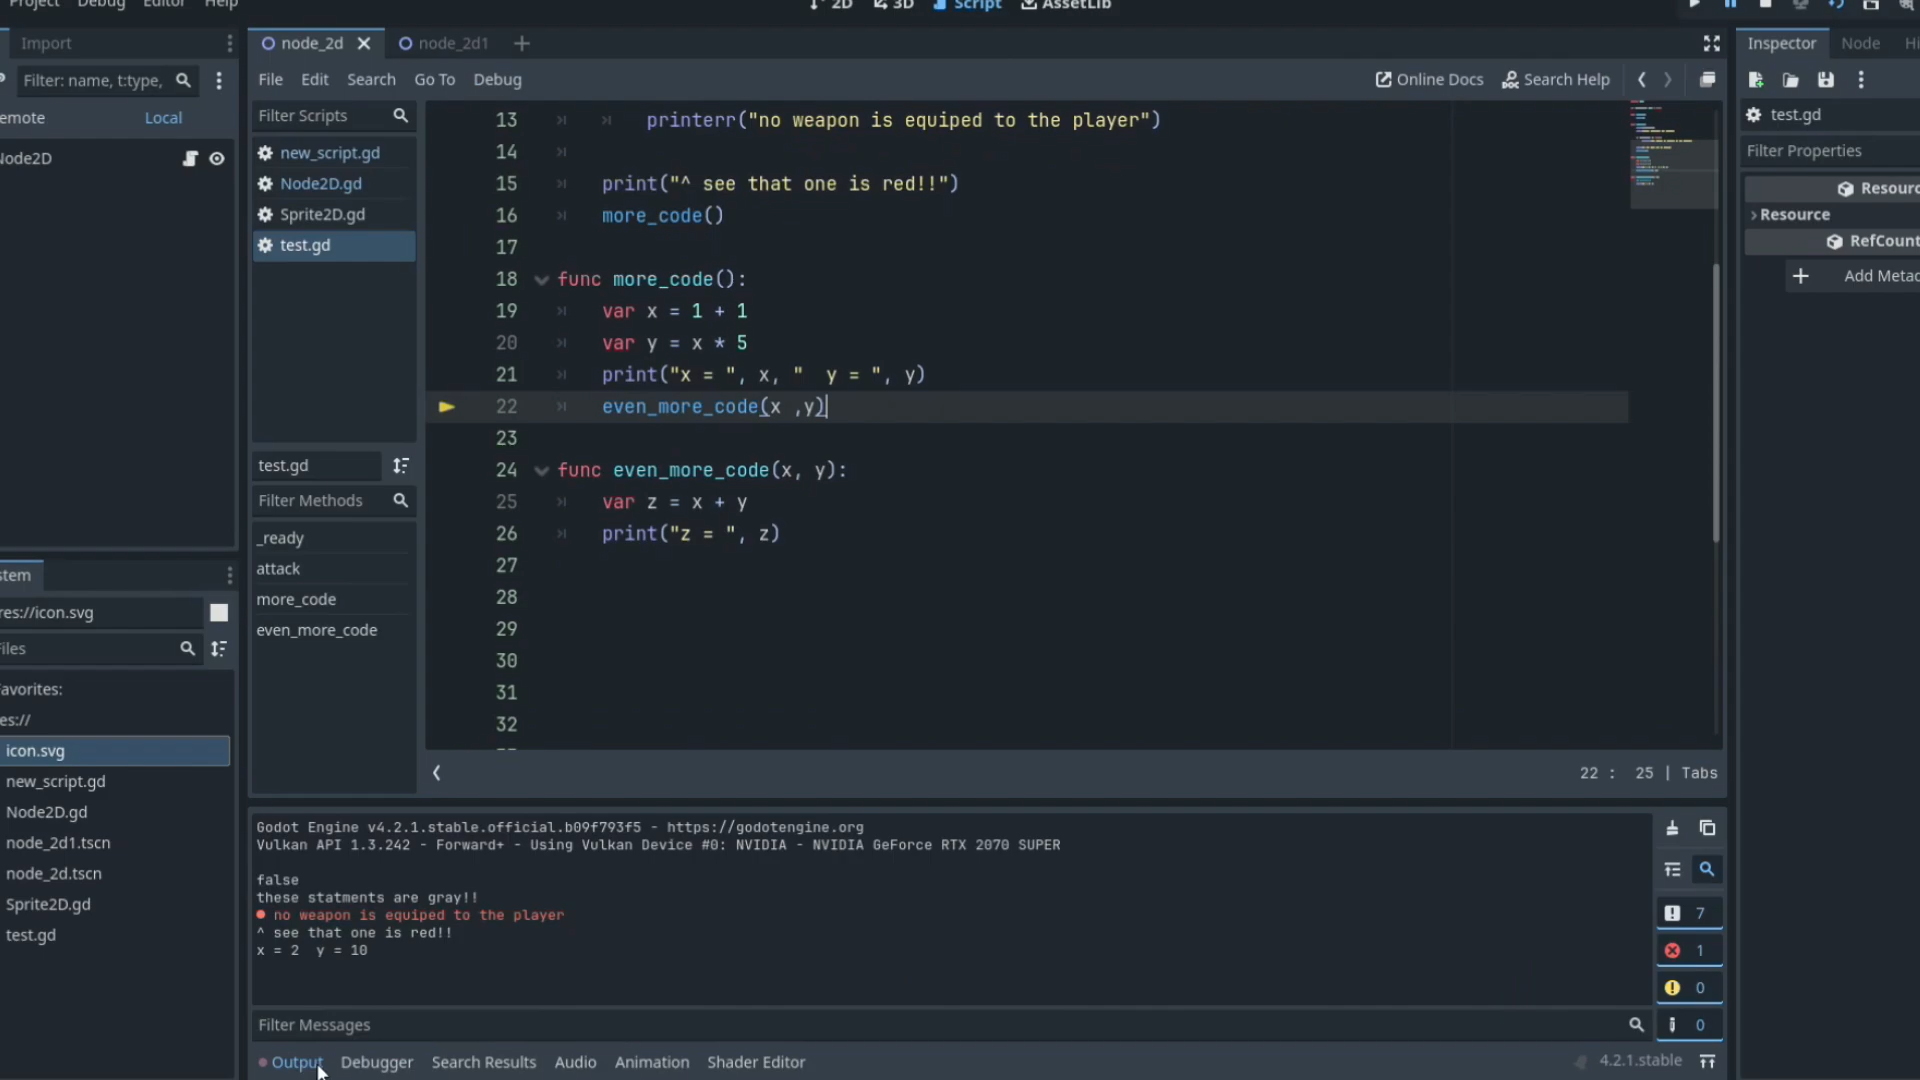 Project Debug Editor Help
2D 3D Script AssetLib
Import
Filter: name, t:type,
emote Local
Node2D
stem
res://icon.svg
Files
avorites:
es://
icon.svg
new_script.gd
Node2D.gd
node_2d1.tscn
node_2d.tscn
Sprite2D.gd
test.gd
node_2d node_2d1
File Edit Search Go To Debug Online Docs Search Help
Filter Scripts
new_script.gd
Node2D.gd
Sprite2D.gd
test.gd
test.gd
Filter Methods
_ready
attack
more_code
even_more_code
13 printerr("no weapon is equiped to the player")
14
15 print("^ see that one is red!!")
16 more_code()
17
18 func more_code():
19 var x = 1 + 1
20 var y = x * 5
21 print("x = ", x, "  y = ", y)
22 even_more_code(x ,y)
23
24 func even_more_code(x, y):
25 var z = x + y
26 print("z = ", z)
27
28
29
30
31
32
22 : 25 | Tabs
Godot Engine v4.2.1.stable.official.b09f793f5 - https://godotengine.org
Vulkan API 1.3.242 - Forward+ - Using Vulkan Device #0: NVIDIA - NVIDIA GeForce RTX 2070 SUPER
false
these statments are gray!!
no weapon is equiped to the player
^ see that one is red!!
x = 2  y = 10
7
1
0
0
Filter Messages
Output Debugger Search Results Audio Animation Shader Editor 4.2.1.stable
Inspector Node Hi
test.gd
Filter Properties
Resourc
Resource
RefCount
Add Metad